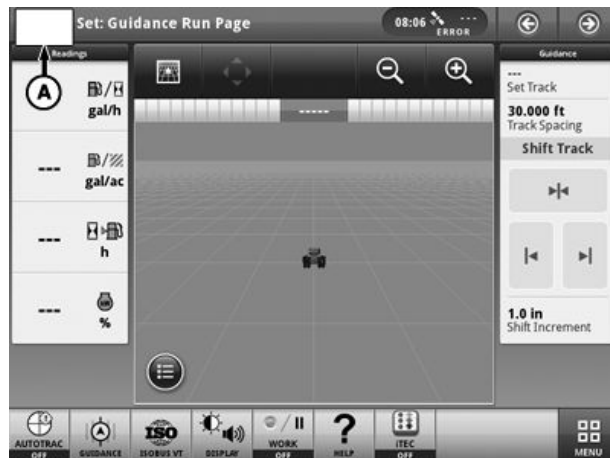 Set: Guidance Run Page
08:06
---
ERROR
Readings
A
gal/h
---
gal/ac
---
h
---
%
-----
Guidance
---
Set Track
30.000 ft
Track Spacing
Shift Track
1.0 in
Shift Increment
AUTOTRAC
OFF
GUIDANCE
ISO
ISOBUS VT
DISPLAY
WORK
OFF
?
HELP
iTEC
OFF
MENU